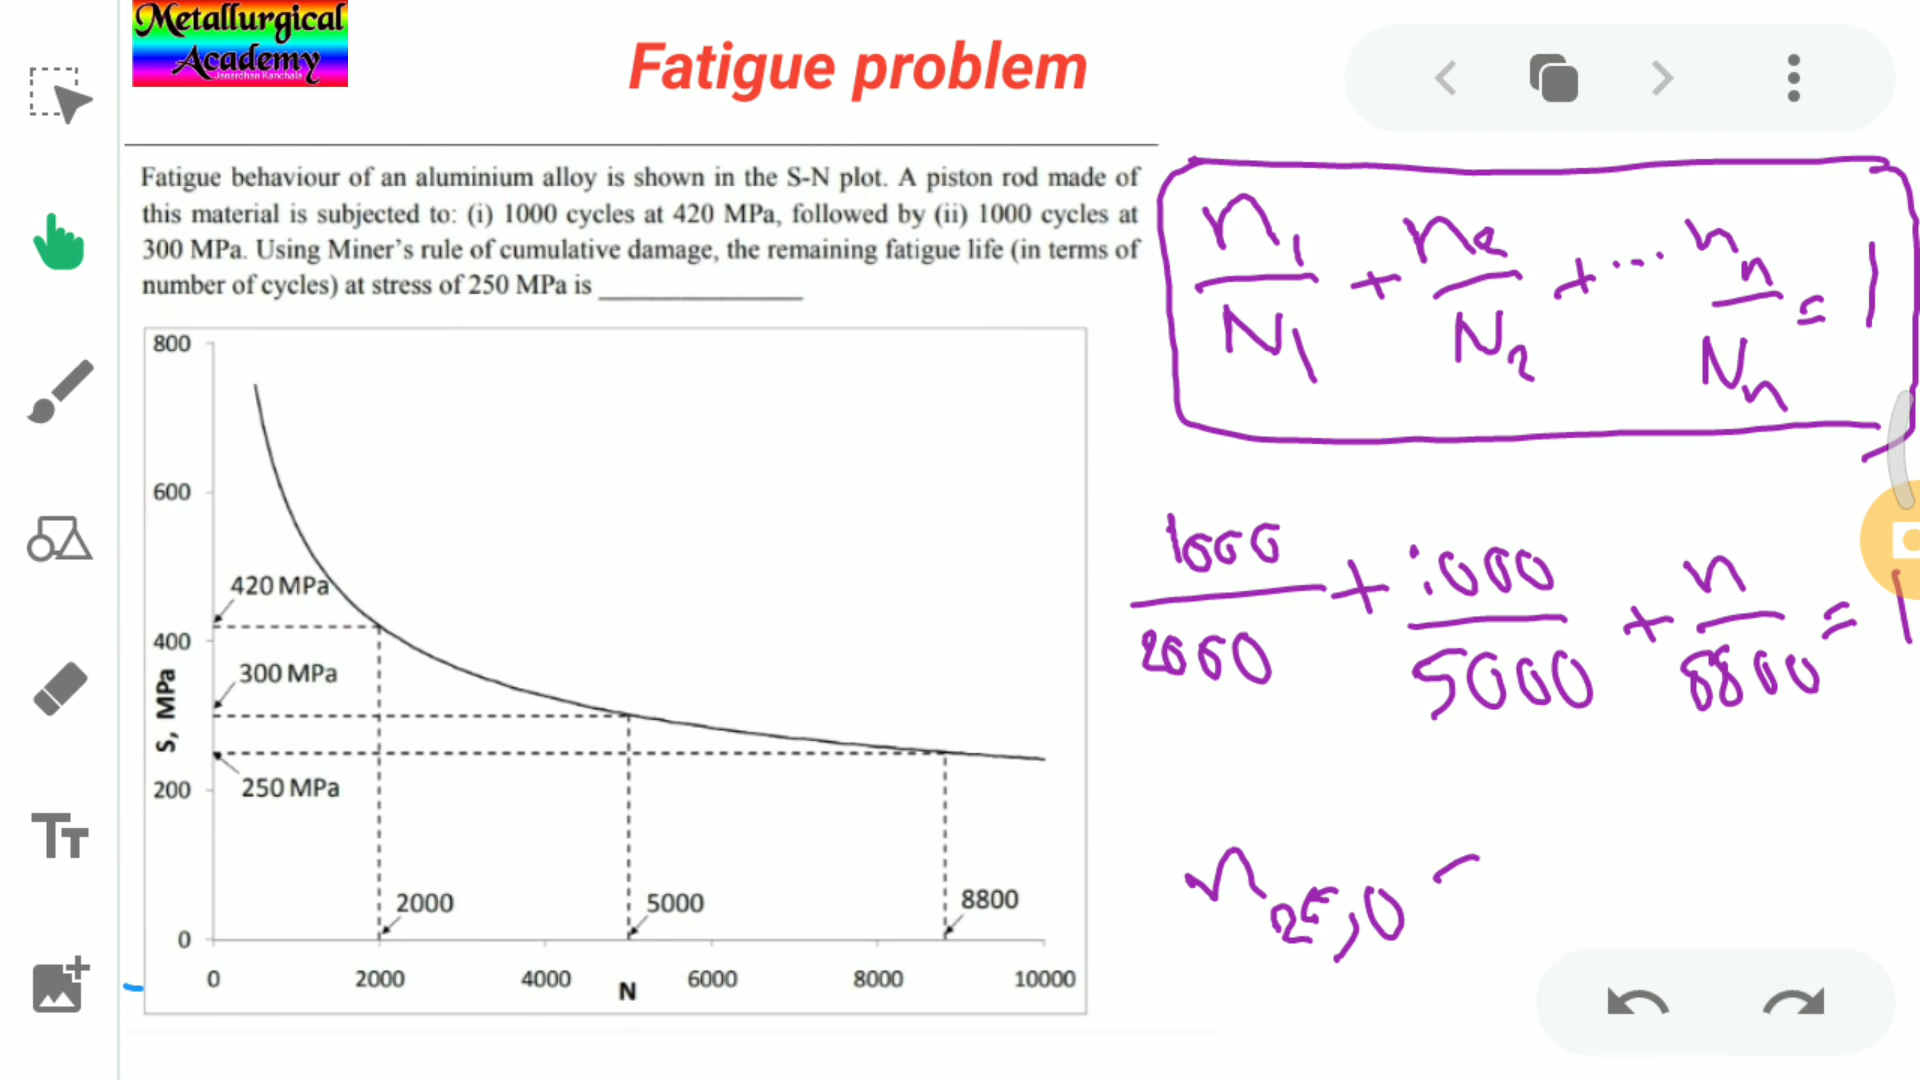 Metallurgical
Academy
Janardhan Kanchala
Fatigue problem
Fatigue behaviour of an aluminium alloy is shown in the S-N plot. A piston rod made of
this material is subjected to: (i) 1000 cycles at 420 MPa, followed by (ii) 1000 cycles at
300 MPa. Using Miner's rule of cumulative damage, the remaining fatigue life (in terms of
number of cycles) at stress of 250 MPa is ______________
800
600
420 MPa
400
300 MPa
S, MPa
250 MPa
200
2000
5000
8800
0
0 2000 4000 6000 8000 10000
N
n1/N1 + n2/N2 + ... nn/Nn = 1
1000/2000 + 1000/5000 + n/8800 = 1
n250
TT